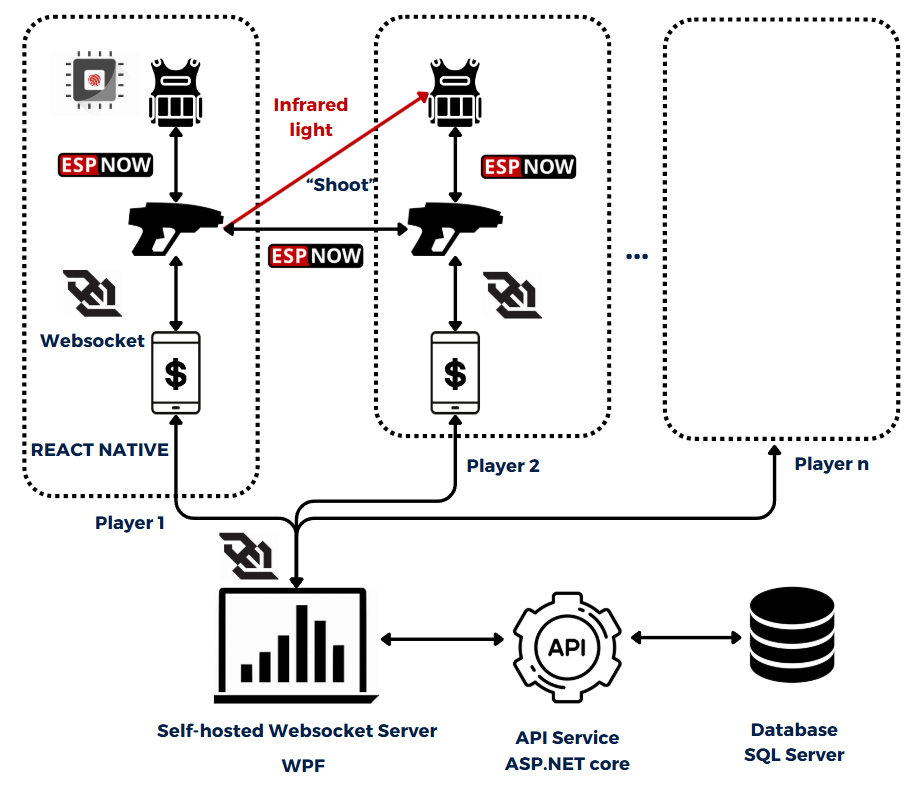 Infrared
light
ESP NOW
ESP NOW
“Shoot”
ESP NOW
...
Websocket
$
$
REACT NATIVE
Player 2
Player n
Player 1
API
Self-hosted Websocket Server
WPF
API Service
ASP.NET core
Database
SQL Server